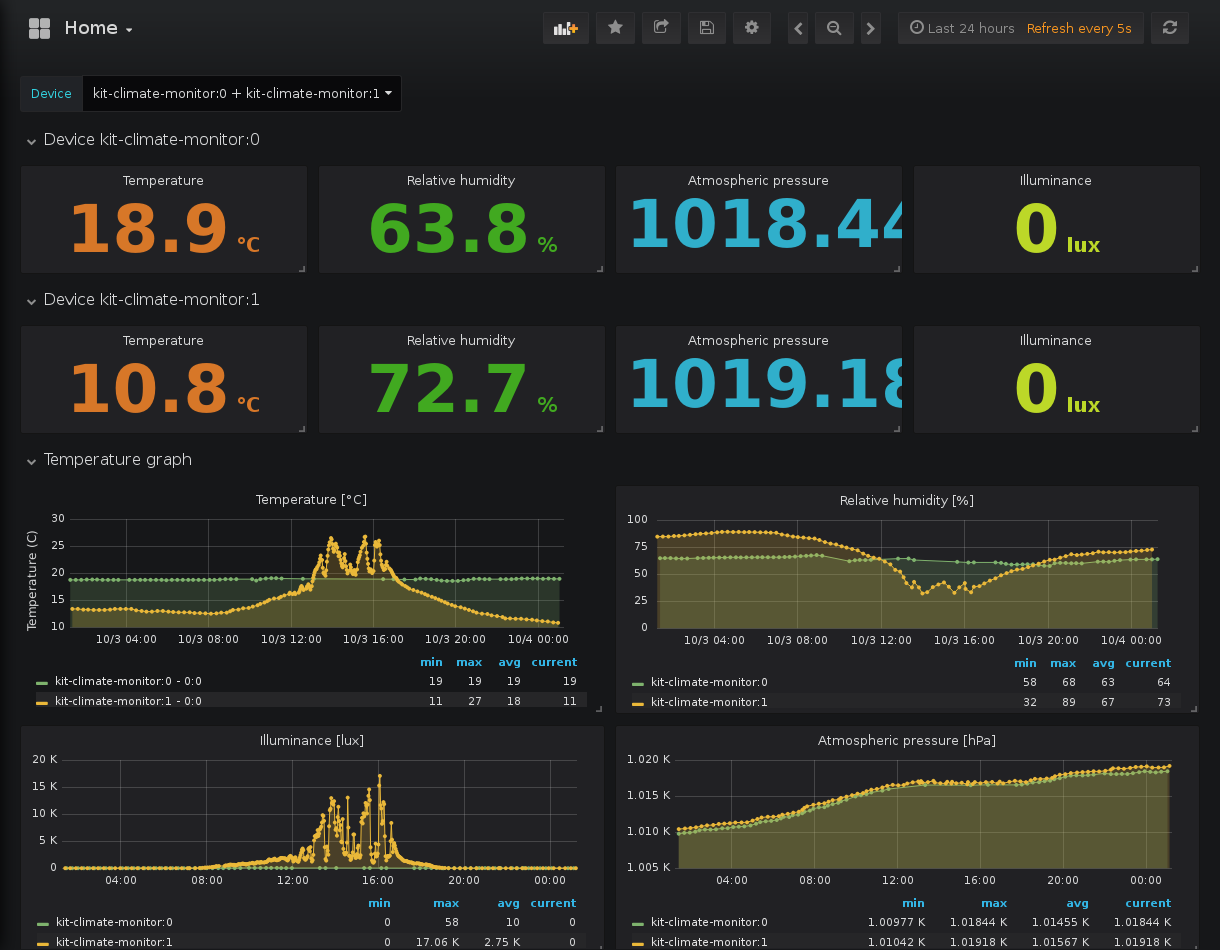 Home
Last 24 hours Refresh every 5s
Device kit-climate-monitor:0 + kit-climate-monitor:1
Device kit-climate-monitor:0
Temperature Relative humidity Atmospheric pressure Illuminance
18.9 °C 63.8 % 1018.44 0 lux
Device kit-climate-monitor:1
Temperature Relative humidity Atmospheric pressure Illuminance
10.8 °C 72.7 % 1019.18 0 lux
Temperature graph
Temperature [°C]
Temperature (C)
30
25
20
15
10
10/3 04:00 10/3 08:00 10/3 12:00 10/3 16:00 10/3 20:00 10/4 00:00
min max avg current
kit-climate-monitor:0 - 0:0 19 19 19 19
kit-climate-monitor:1 - 0:0 11 27 18 11
Relative humidity [%]
100
75
50
25
0
10/3 04:00 10/3 08:00 10/3 12:00 10/3 16:00 10/3 20:00 10/4 00:00
min max avg current
kit-climate-monitor:0 58 68 63 64
kit-climate-monitor:1 32 89 67 73
Illuminance [lux]
20 K
15 K
10 K
5 K
0
04:00 08:00 12:00 16:00 20:00 00:00
min max avg current
kit-climate-monitor:0 0 58 10 0
kit-climate-monitor:1 0 17.06 K 2.75 K 0
Atmospheric pressure [hPa]
1.020 K
1.015 K
1.010 K
1.005 K
04:00 08:00 12:00 16:00 20:00 00:00
min max avg current
kit-climate-monitor:0 1.00977 K 1.01844 K 1.01455 K 1.01844 K
kit-climate-monitor:1 1.01042 K 1.01918 K 1.01567 K 1.01918 K